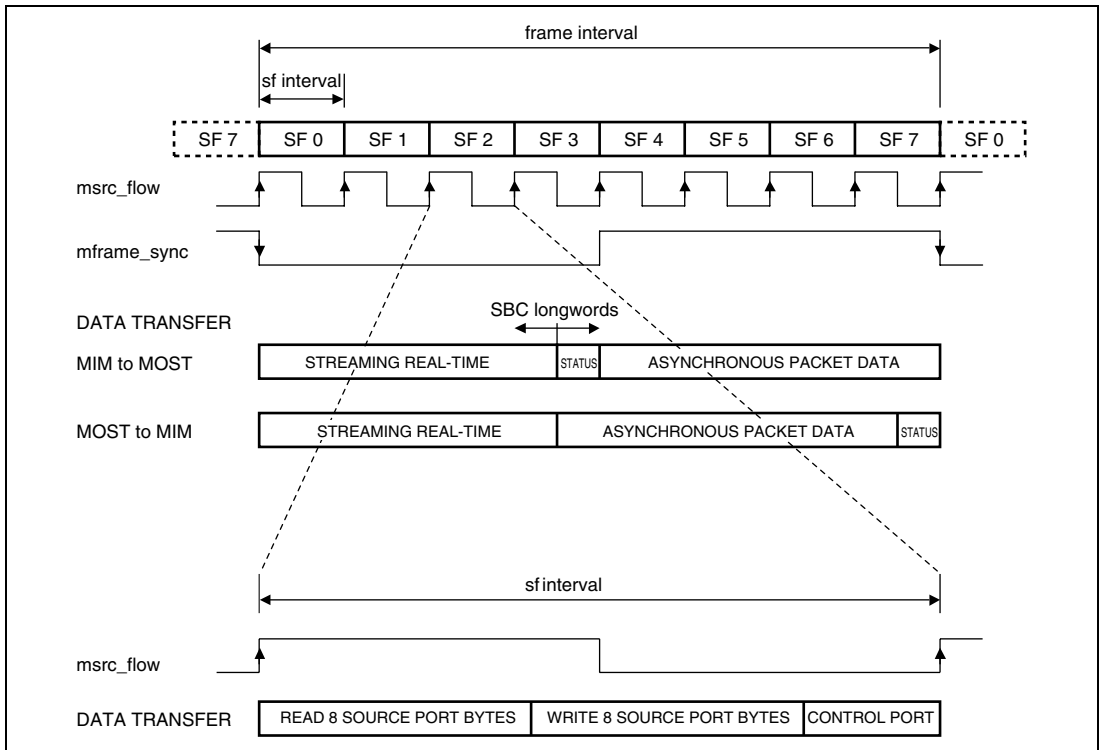 frame interval
sf interval
SF 7 SF 0 SF 1 SF 2 SF 3 SF 4 SF 5 SF 6 SF 7 SF 0
msrc_flow
mframe_sync
SBC longwords
DATA TRANSFER
MIM to MOST STREAMING REAL-TIME STATUS ASYNCHRONOUS PACKET DATA
MOST to MIM STREAMING REAL-TIME ASYNCHRONOUS PACKET DATA STATUS
sf interval
msrc_flow
DATA TRANSFER READ 8 SOURCE PORT BYTES WRITE 8 SOURCE PORT BYTES CONTROL PORT